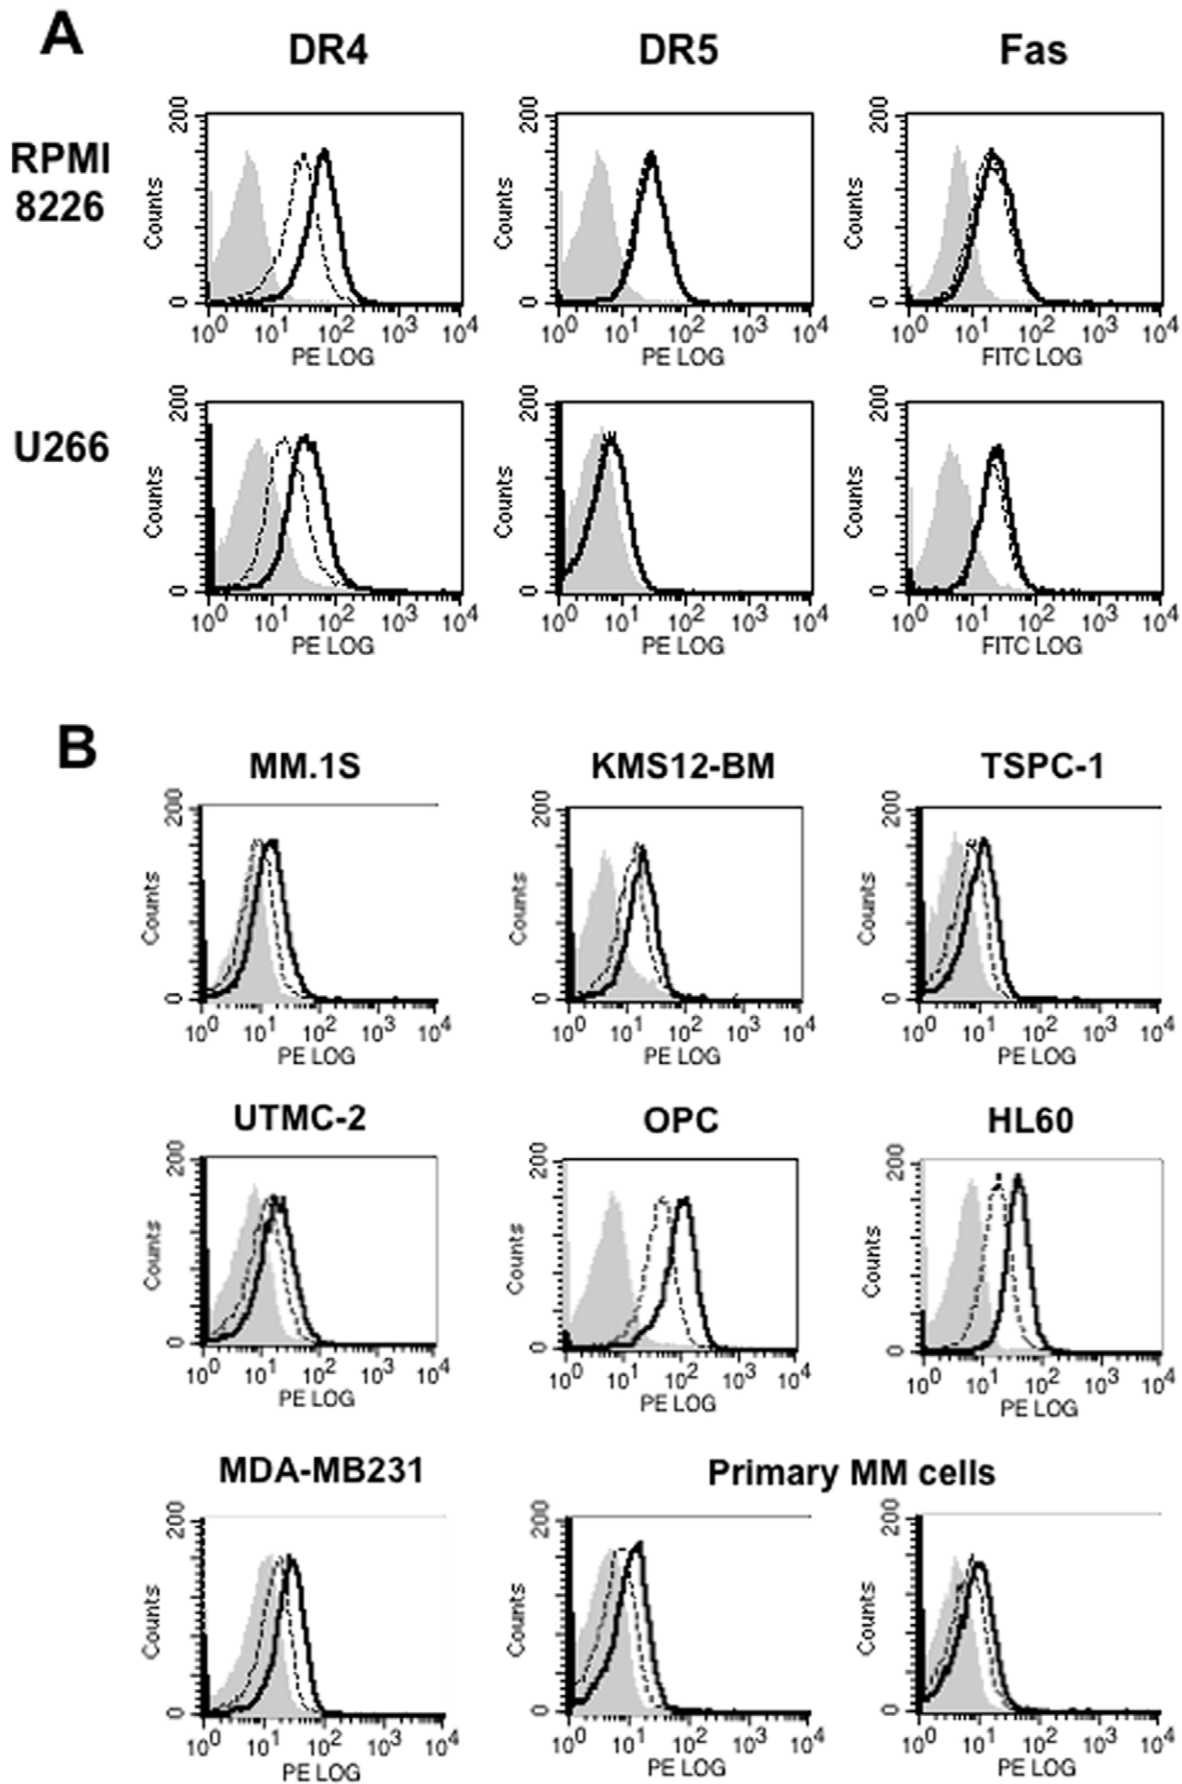 A
DR4 DR5 Fas
RPMI
8226
200 200 200
Counts Counts Counts
0 0 0
10^0 10^1 10^2 10^3 10^4 10^0 10^1 10^2 10^3 10^4 10^0 10^1 10^2 10^3 10^4
PE LOG PE LOG FITC LOG
U266
200 200 200
Counts Counts Counts
0 0 0
10^0 10^1 10^2 10^3 10^4 10^0 10^1 10^2 10^3 10^4 10^0 10^1 10^2 10^3 10^4
PE LOG PE LOG FITC LOG
B
MM.1S KMS12-BM TSPC-1
200 200 200
Counts Counts Counts
0 0 0
10^0 10^1 10^2 10^3 10^4 10^0 10^1 10^2 10^3 10^4 10^0 10^1 10^2 10^3 10^4
PE LOG PE LOG PE LOG
UTMC-2 OPC HL60
200 200 200
Counts Counts Counts
0 0 0
10^0 10^1 10^2 10^3 10^4 10^0 10^1 10^2 10^3 10^4 10^0 10^1 10^2 10^3 10^4
PE LOG PE LOG PE LOG
MDA-MB231 Primary MM cells
200 200 200
Counts Counts Counts
0 0 0
10^0 10^1 10^2 10^3 10^4 10^0 10^1 10^2 10^3 10^4 10^0 10^1 10^2 10^3 10^4
PE LOG PE LOG PE LOG